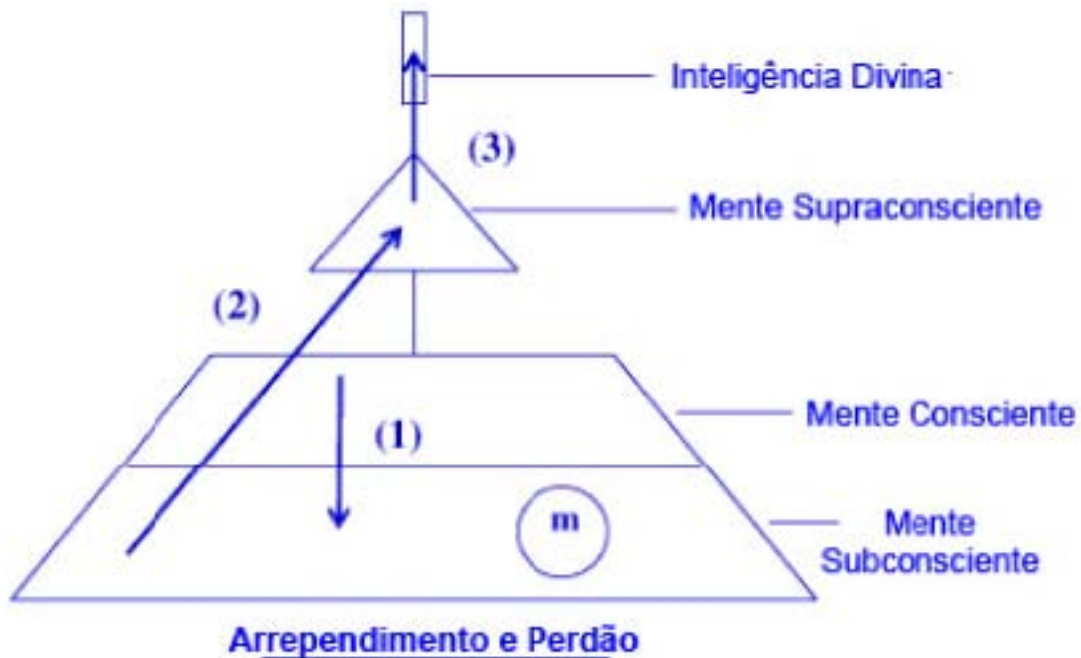 Inteligência Divina
(3)
Mente Supraconsciente
(2)
Mente Consciente
(1)
m
Mente
Subconsciente
Arrependimento e Perdão